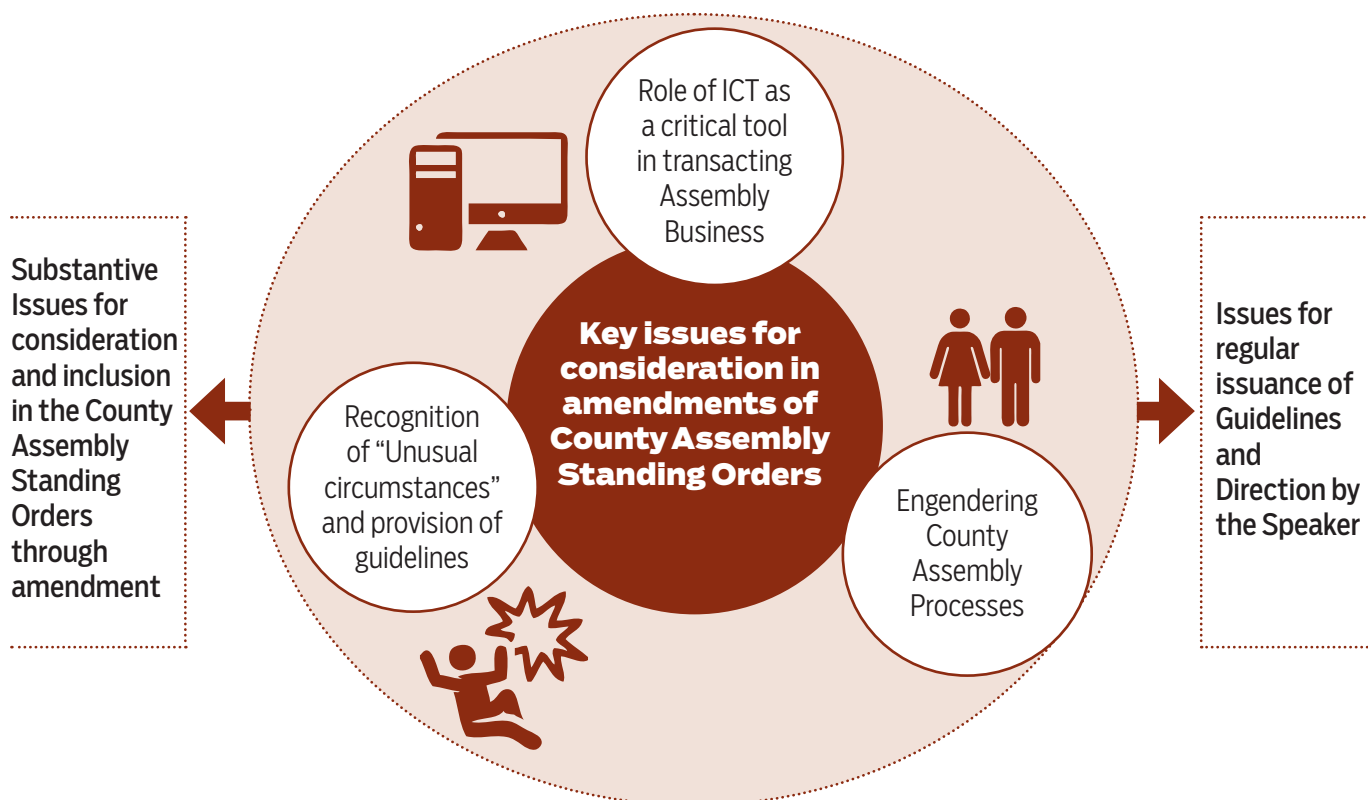 Role of ICT as
a critical tool
in transacting
Assembly
Business
Substantive
Issues for
consideration
and inclusion
in the County
Assembly
Standing
Orders
through
amendment
Key issues for
consideration in
amendments of
County Assembly
Standing Orders
Recognition
of “Unusual
circumstances”
and provision of
guidelines
Engendering
County
Assembly
Processes
Issues for
regular
issuance of
Guidelines
and
Direction by
the Speaker